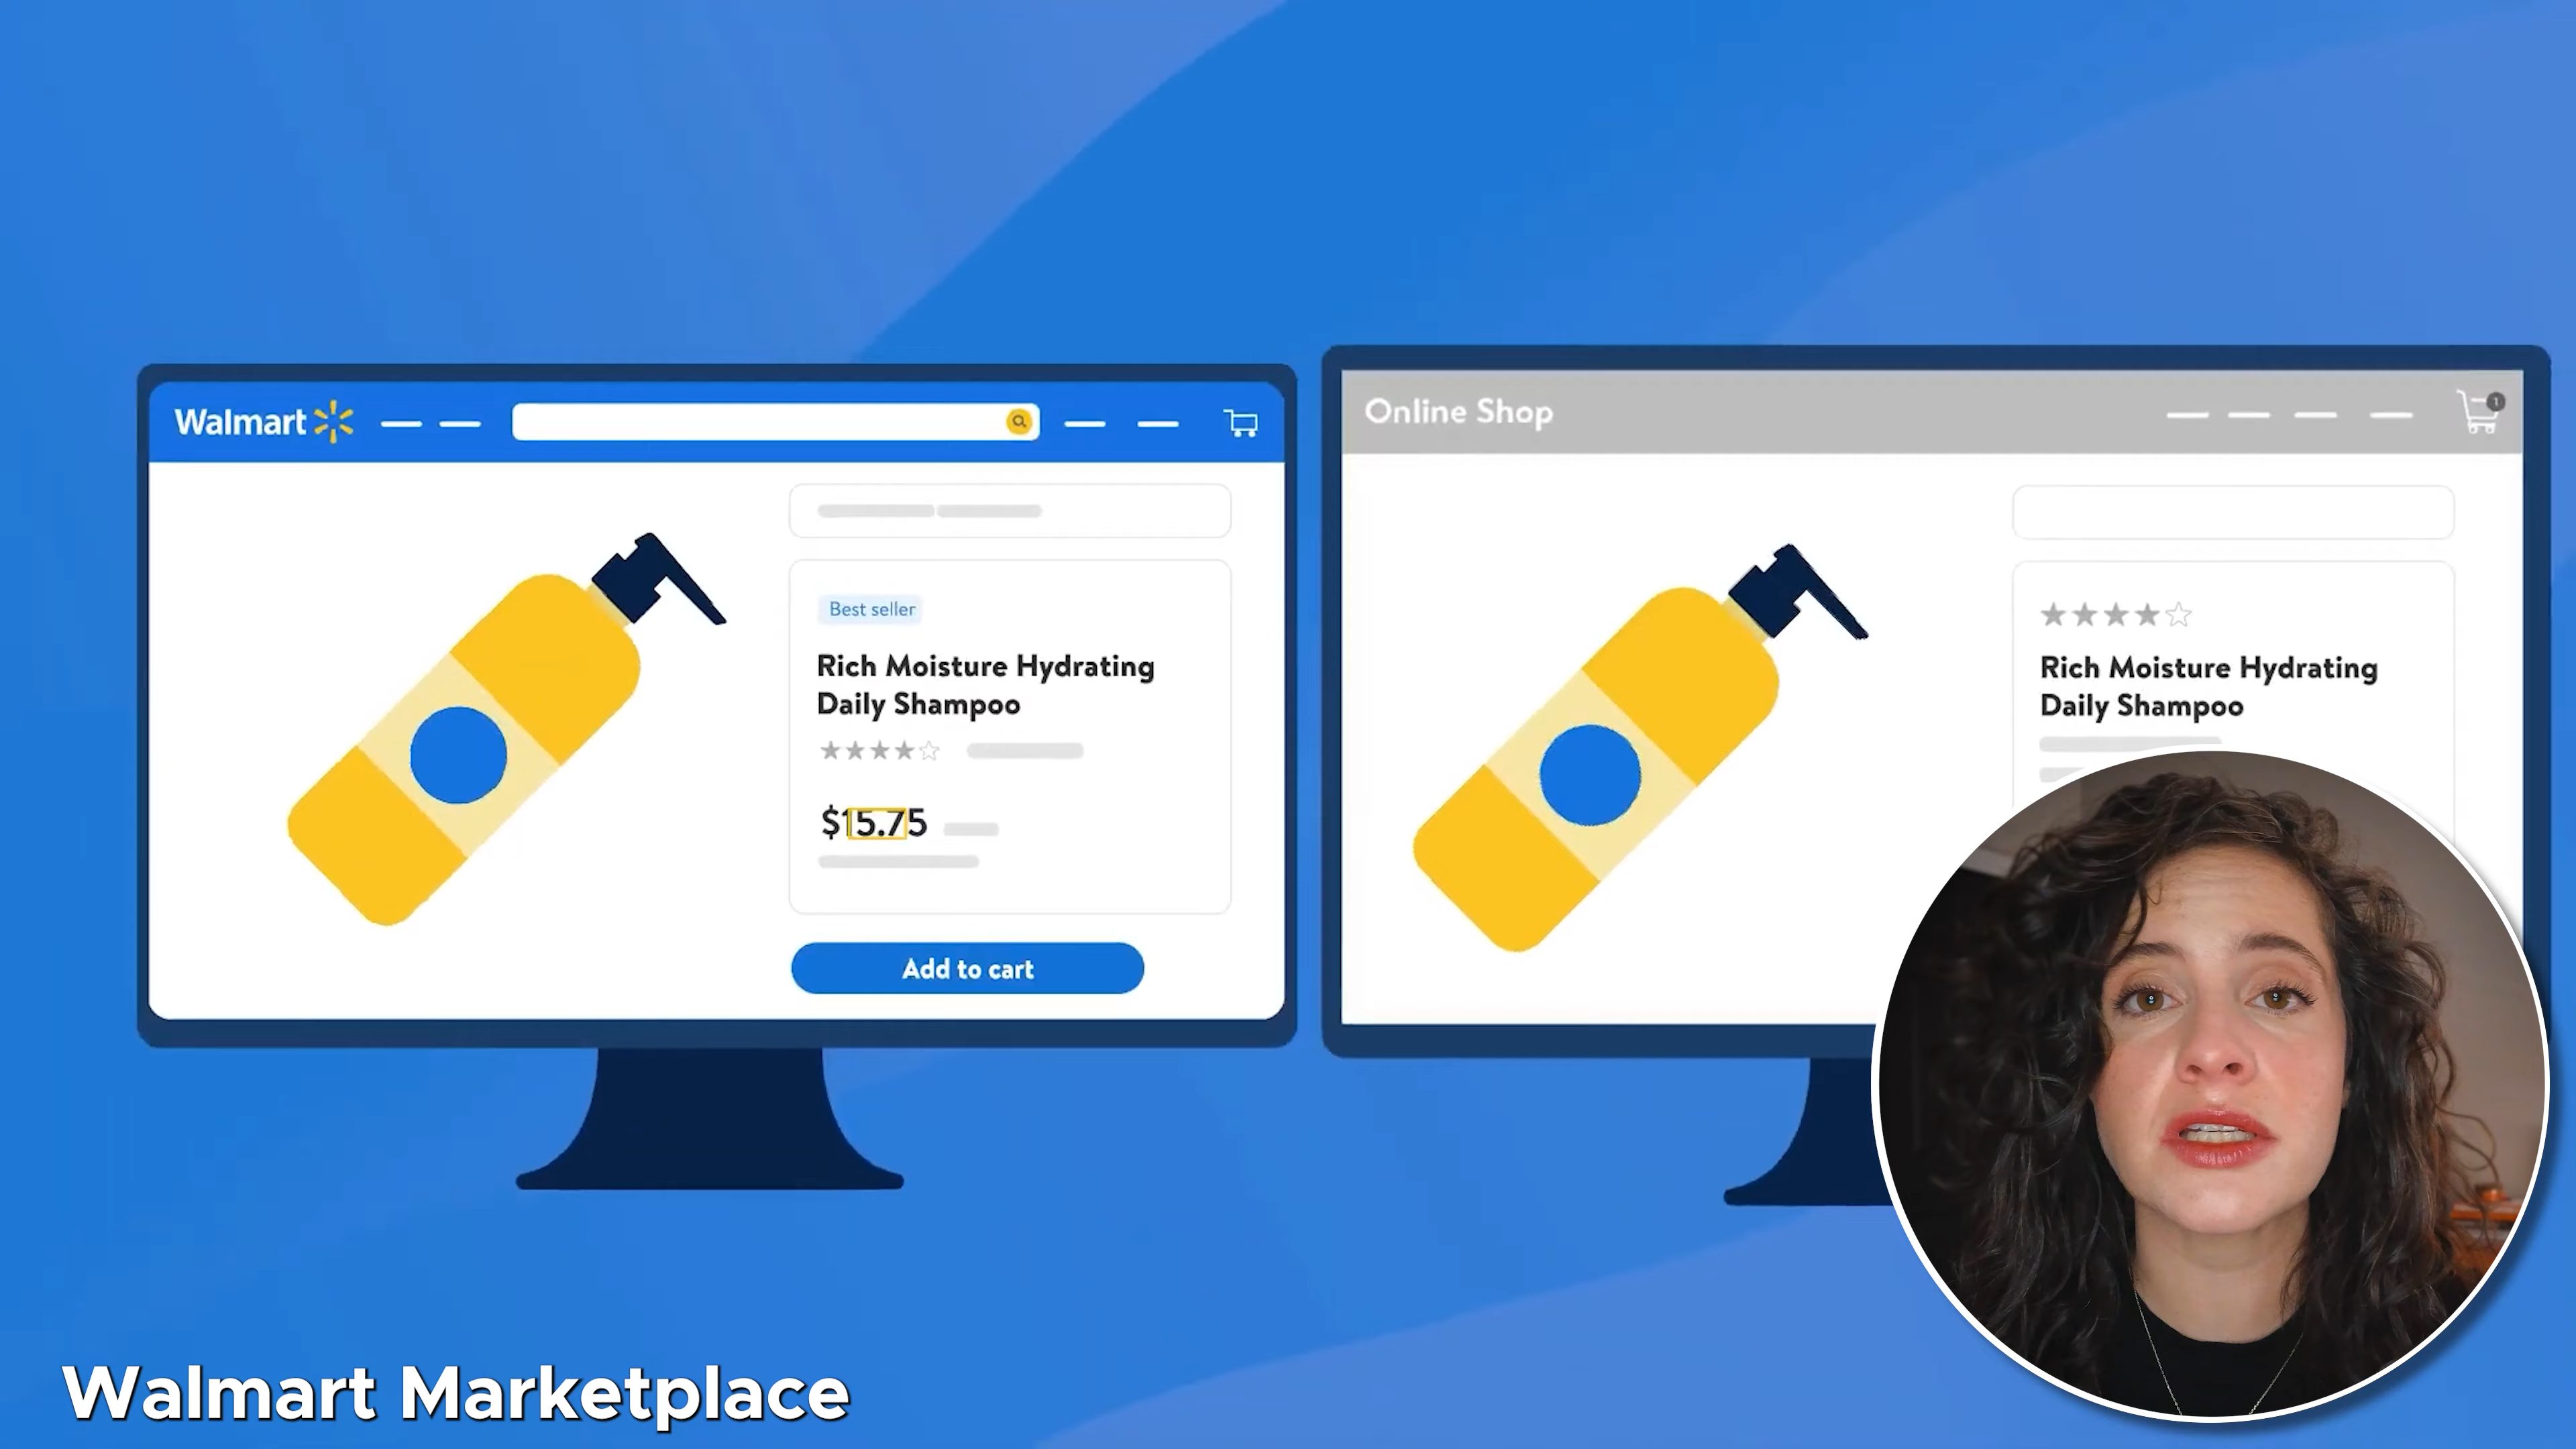 Walmart
Best seller
Rich Moisture Hydrating
Daily Shampoo
$15.75
Add to cart
Online Shop
1
Rich Moisture Hydrating
Daily Shampoo
Walmart Marketplace